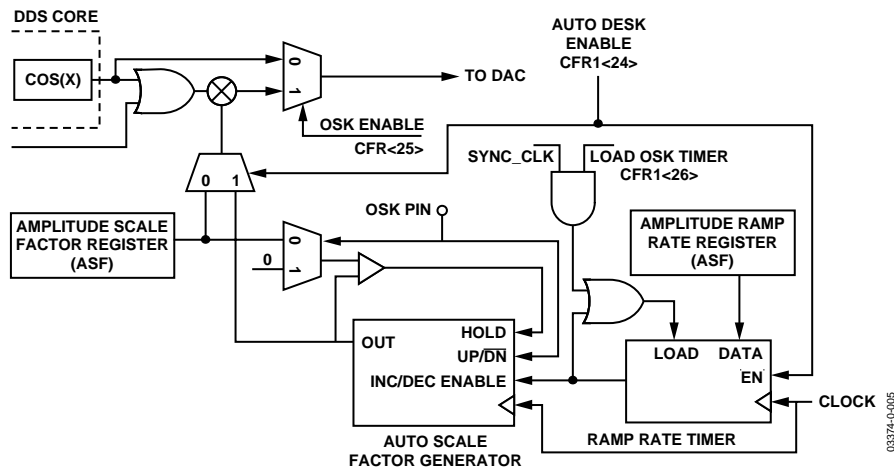 DDS CORE
COS(X)
0
1
TO DAC
OSK ENABLE
CFR<25>
AUTO DESK
ENABLE
CFR1<24>
SYNC_CLK
LOAD OSK TIMER
CFR1<26>
0 1
AMPLITUDE SCALE
FACTOR REGISTER
(ASF)
OSK PIN
0
0
1
AMPLITUDE RAMP
RATE REGISTER
(ASF)
OUT
HOLD
UP/DN
INC/DEC ENABLE
LOAD DATA
EN
CLOCK
RAMP RATE TIMER
AUTO SCALE
FACTOR GENERATOR
03374-0-005